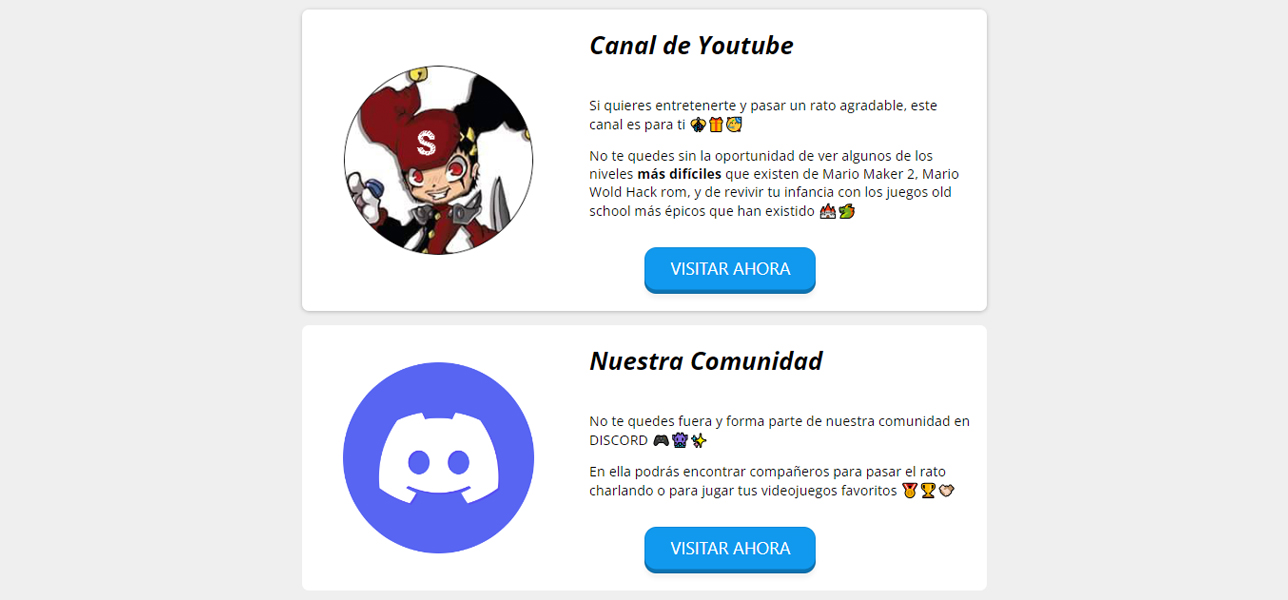 Canal de Youtube
S
Si quieres entretenerte y pasar un rato agradable, este
canal es para ti
No te quedes sin la oportunidad de ver algunos de los
niveles más difíciles que existen de Mario Maker 2, Mario
Wold Hack rom, y de revivir tu infancia con los juegos old
school más épicos que han existido
VISITAR AHORA
Nuestra Comunidad
No te quedes fuera y forma parte de nuestra comunidad en
DISCORD
En ella podrás encontrar compañeros para pasar el rato
charlando o para jugar tus videojuegos favoritos
VISITAR AHORA